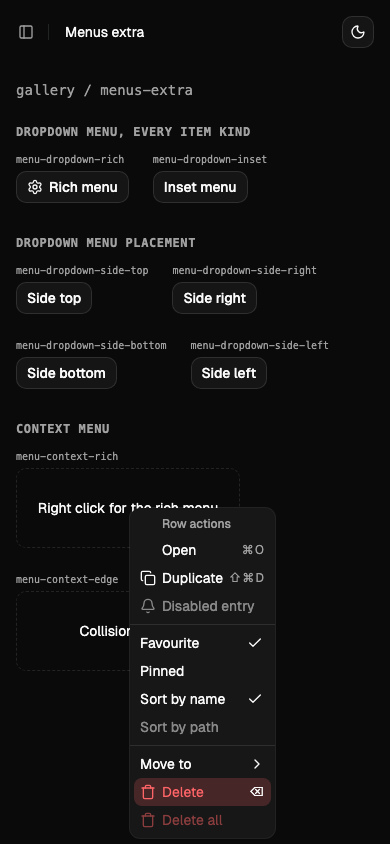 Menus extra
gallery / menus-extra
DROPDOWN MENU, EVERY ITEM KIND
menu-dropdown-rich menu-dropdown-inset
Rich menu Inset menu
DROPDOWN MENU PLACEMENT
menu-dropdown-side-top menu-dropdown-side-right
Side top Side right
menu-dropdown-side-bottom menu-dropdown-side-left
Side bottom Side left
CONTEXT MENU
menu-context-rich
Right click for the rich menu
menu-context-edge
Collision
Row actions
Open ⌘O
Duplicate ⇧⌘D
Disabled entry
Favourite
Pinned
Sort by name
Sort by path
Move to
Delete ⌫
Delete all